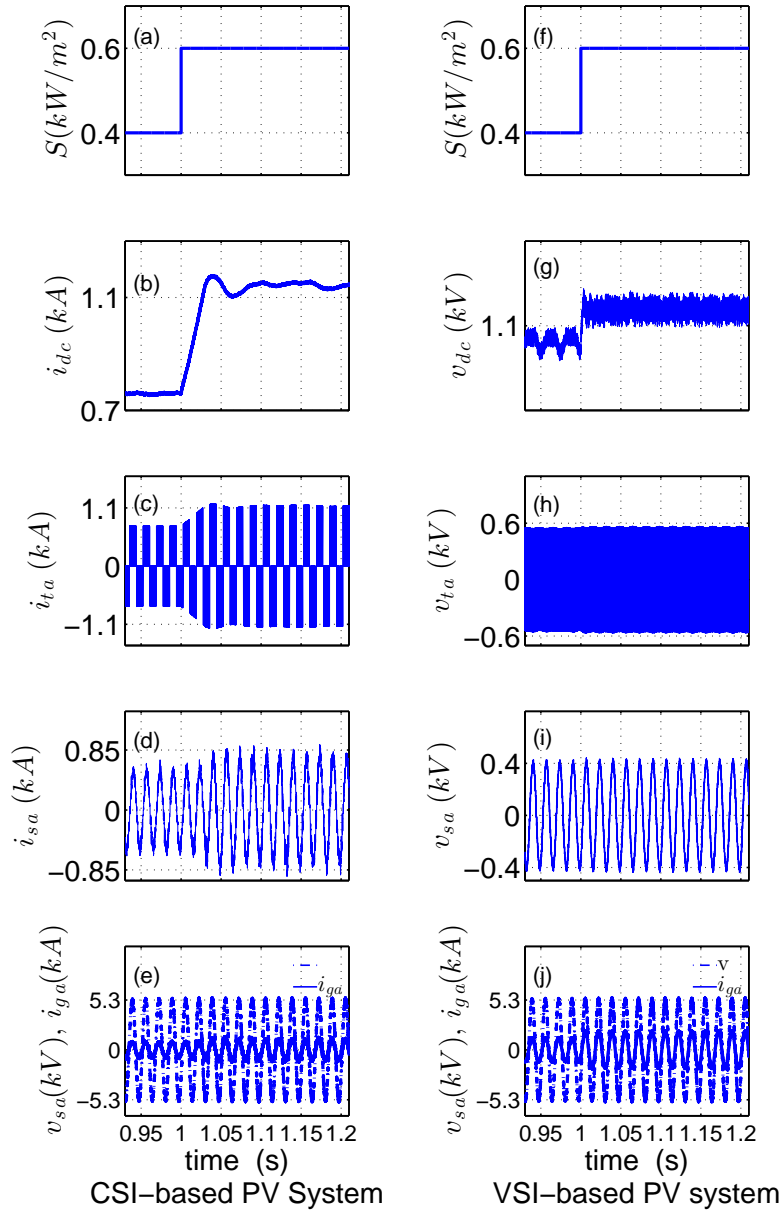 (a)
S(kW/m²)
0.6
0.4
(f)
S(kW/m²)
0.6
0.4
(b)
i_dc (kA)
1.1
0.7
(g)
v_dc (kV)
1.1
(c)
i_ta (kA)
1.1
0
−1.1
(h)
v_ta (kV)
0.6
0
−0.6
(d)
i_sa (kA)
0.85
0
−0.85
(i)
v_sa (kV)
0.4
0
−0.4
(e)
i_ga
v_sa(kV), i_ga(kA)
5.3
0
−5.3
0.95 1 1.05 1.1 1.15 1.2
time (s)
CSI−based PV System
(j)
v
i_ga
v_sa(kV), i_ga(kA)
5.3
0
−5.3
0.95 1 1.05 1.1 1.15 1.2
time (s)
VSI−based PV system